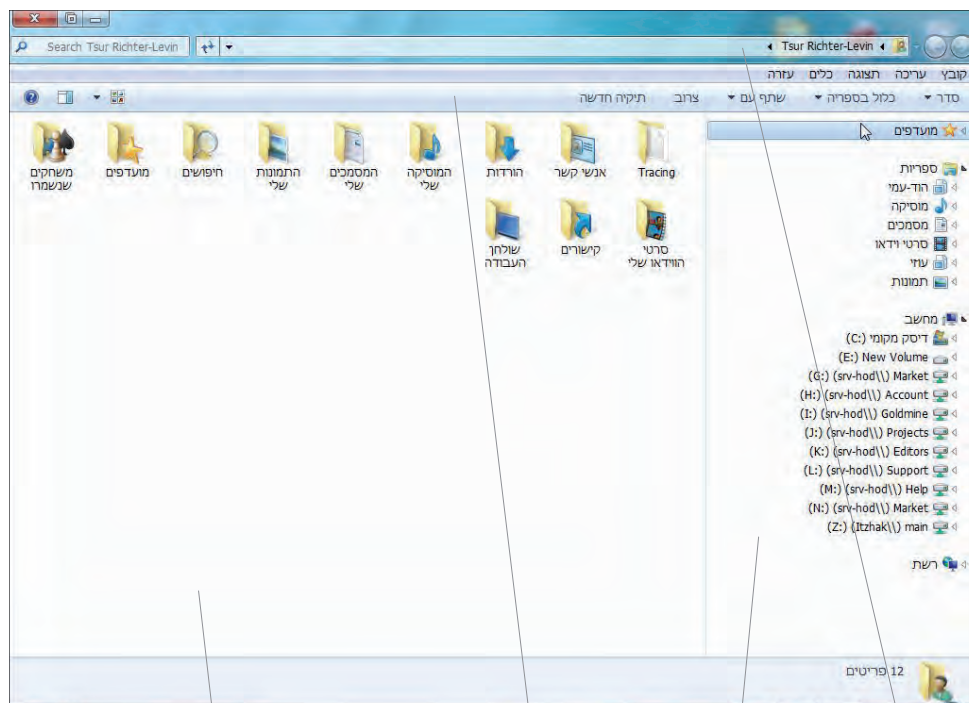 Search Tsur Richter-Levin
Tsur Richter-Levin
קובץ עריכה תצוגה כלים עזרה
סדר כלול בספריה שתף עם צרוב תיקיה חדשה
מועדפים
ספריות
הוד-עמי
מוסיקה
מסמכים
סרטי וידאו
עוזי
תמונות
מחשב
דיסק מקומי (C:)
(E:) New Volume
(G:) (srv-hod\\) Market
(H:) (srv-hod\\) Account
(I:) (srv-hod\\) Goldmine
(J:) (srv-hod\\) Projects
(K:) (srv-hod\\) Editors
(L:) (srv-hod\\) Support
(M:) (srv-hod\\) Help
(N:) (srv-hod\\) Market
(Z:) (Itzhak\\) main
רשת
Tracing
אנשי קשר
הורדות
המוסיקה
שלי
המסמכים
שלי
התמונות
שלי
חיפושים
מועדפים
משחקים
שנשמרו
סרטי
הווידאו שלי
קישורים
שולחן
העבודה
12 פריטים